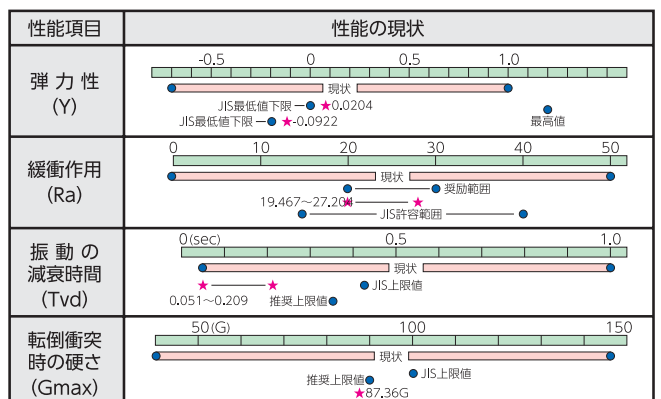 性能項目 性能の現状
弾力性
(Y)
-0.5 0 0.5 1.0
現状
JIS最低値下限 0.0204
JIS最低値下限 -0.0922
最高値
緩衝作用
(Ra)
0 10 20 30 40 50
現状
奨励範囲
19.467～27.204
JIS許容範囲
振動の
減衰時間
(Tvd)
0(sec) 0.5 1.0
現状
JIS上限値
0.051～0.209 推奨上限値
転倒衝突
時の硬さ
(Gmax)
50(G) 100 150
現状
推奨上限値 JIS上限値
87.36G